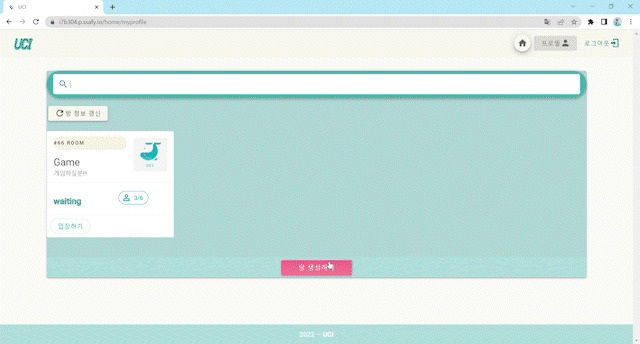 UCI
i7b304.p.ssafy.io/home/myprofile
UCI
프로필
로그아웃
방 정보 갱신
#66 ROOM
Game
게임하실분!!!
UCI
waiting
3/6
입장하기
방 생성하기
2022 — UCI